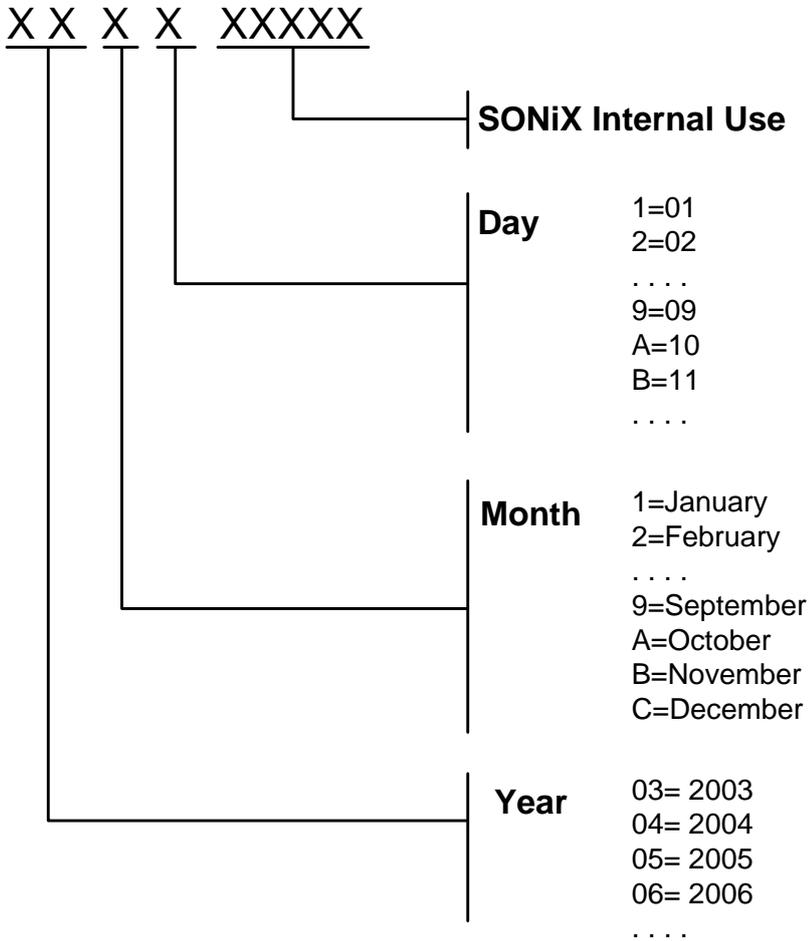 X X X X XXXXX
SONiX Internal Use
Day
1=01
2=02
. . . .
9=09
A=10
B=11
. . . .
Month
1=January
2=February
. . . .
9=September
A=October
B=November
C=December
Year
03= 2003
04= 2004
05= 2005
06= 2006
. . . .